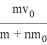 mv₀
m + nm₀